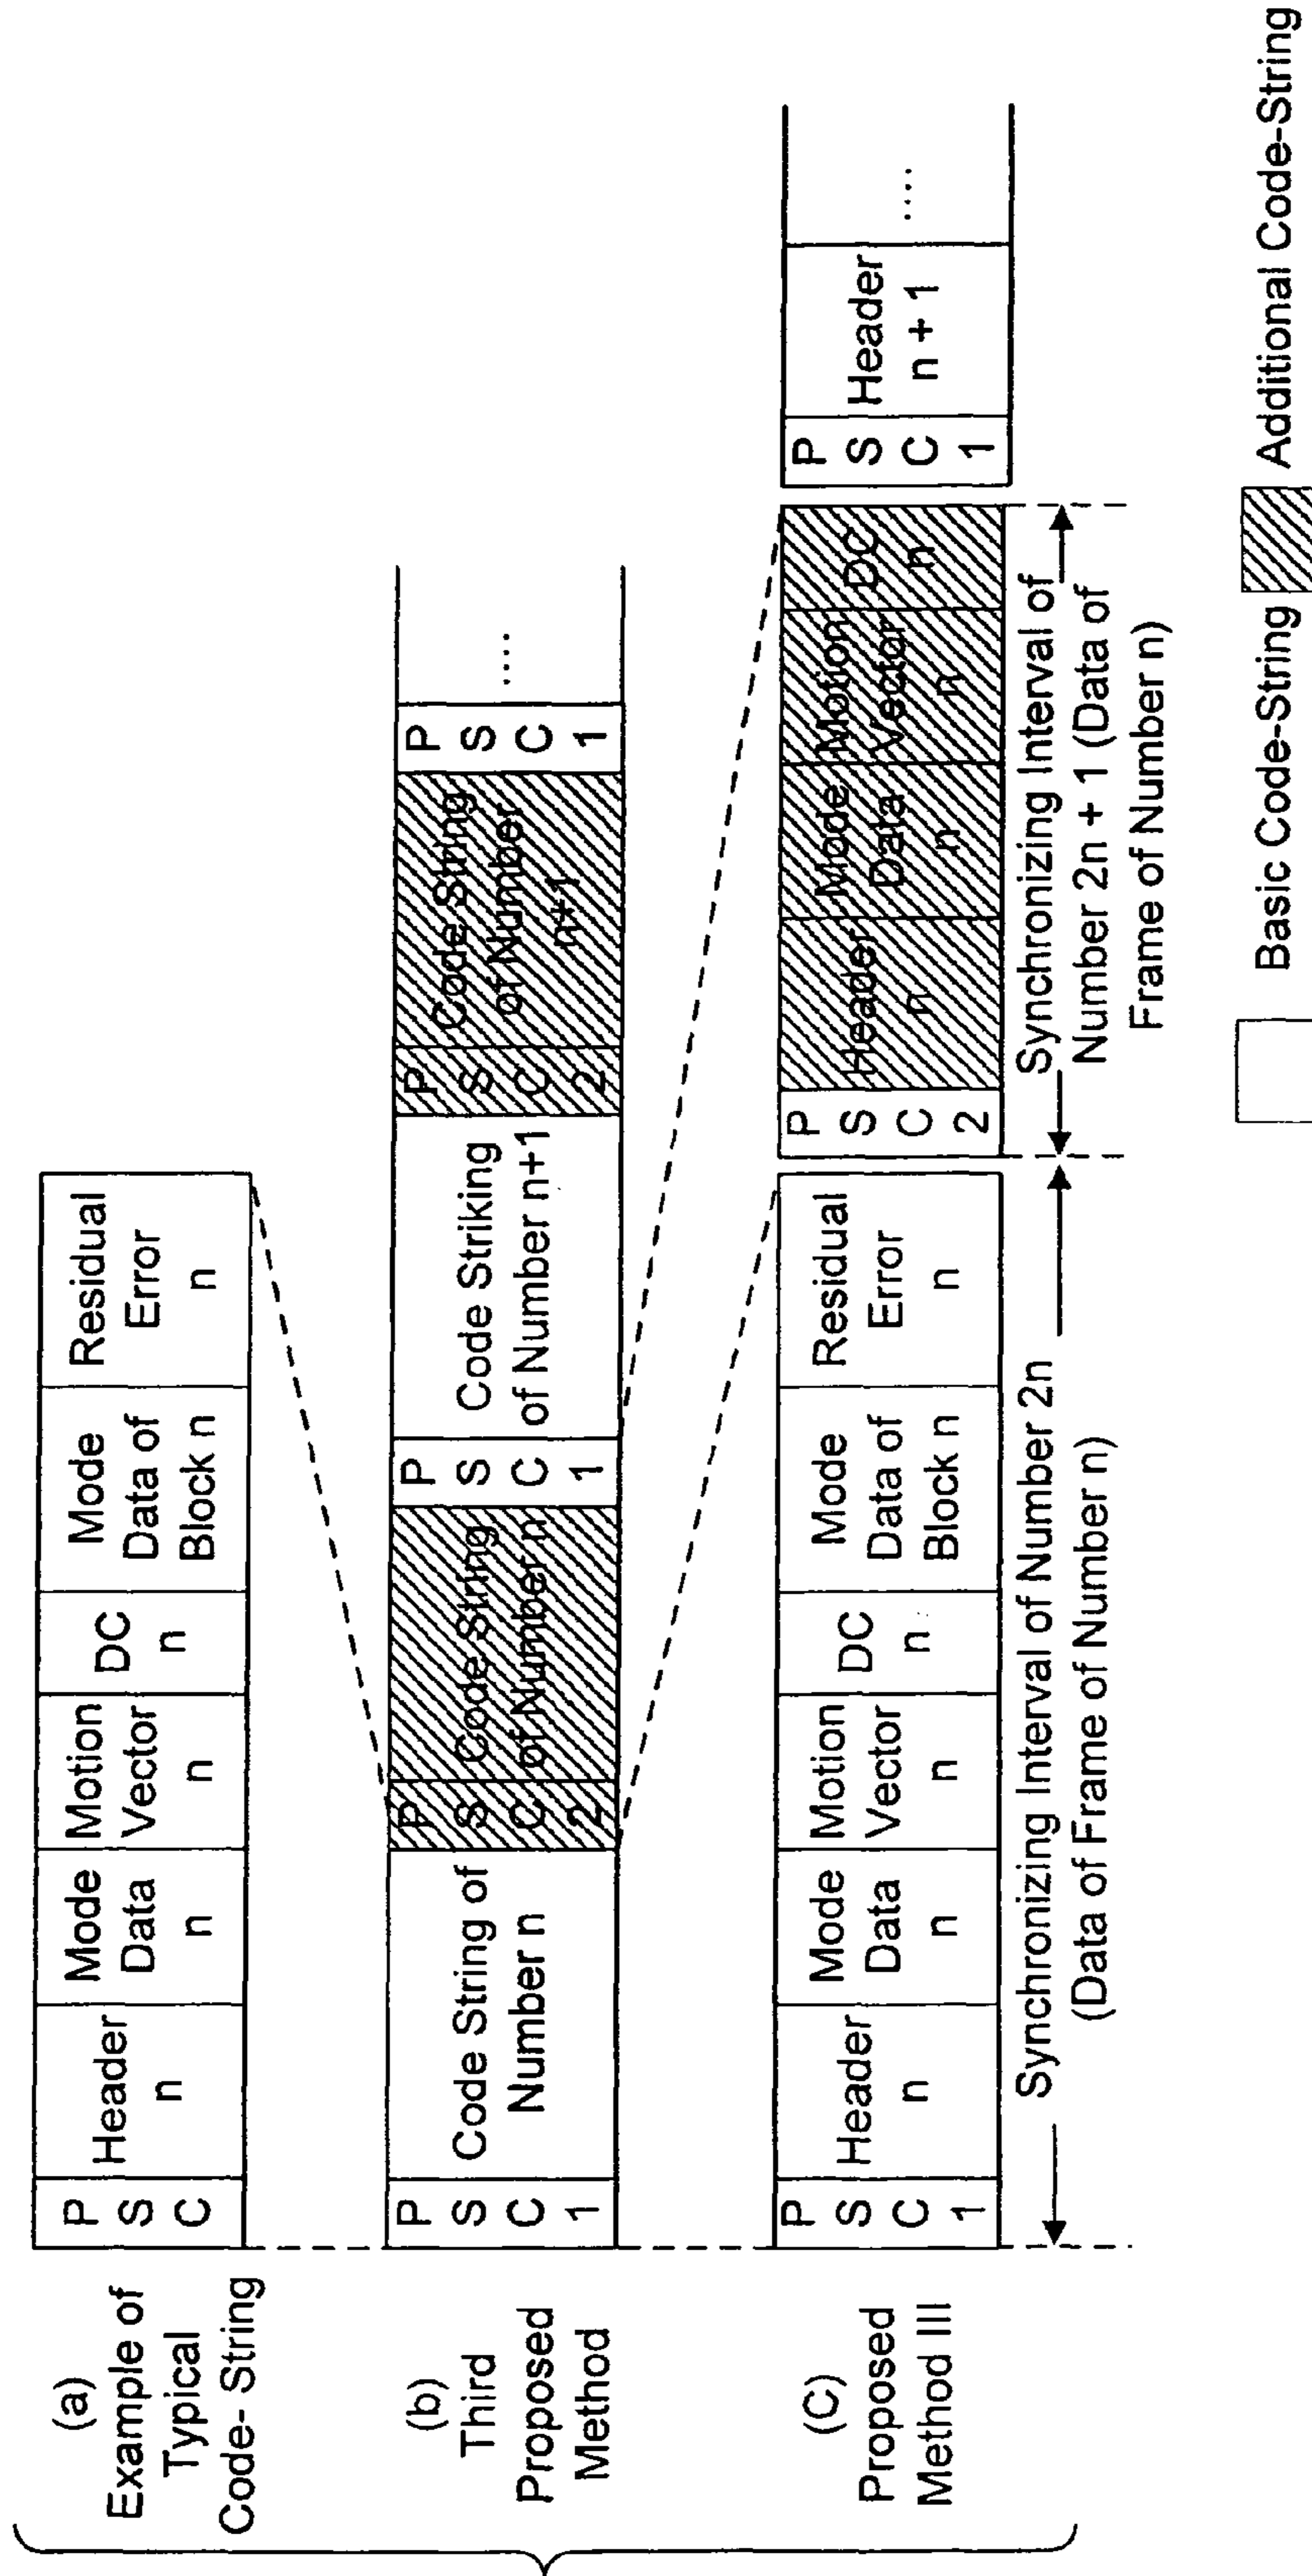 (a)
Example of
Typical
Code- String
P
S
C
Header
n
Mode
Data
n
Motion
Vector
n
DC
n
Mode
Data of
Block n
Residual
Error
n
(b)
Third
Proposed
Method
P
S
C
1
Code String of
Number n
P
S
C
2
Code String
of Number n
P
S
C
1
Code Striking
of Number n+1
P
S
C
2
Code String
of Number
n+1
P
S
C
1
....
(C)
Proposed
Method III
P
S
C
1
Header
n
Mode
Data
n
Motion
Vector
n
DC
n
Mode
Data of
Block n
Residual
Error
n
P
S
C
2
Header
n
Mode
Data
n
Motion
Vector
n
DC
n
P
S
C
1
Header
n + 1
....
Synchronizing Interval of Number 2n
(Data of Frame of Number n)
Synchronizing Interval of
Number 2n + 1 (Data of
Frame of Number n)
Basic Code-String
Additional Code-String